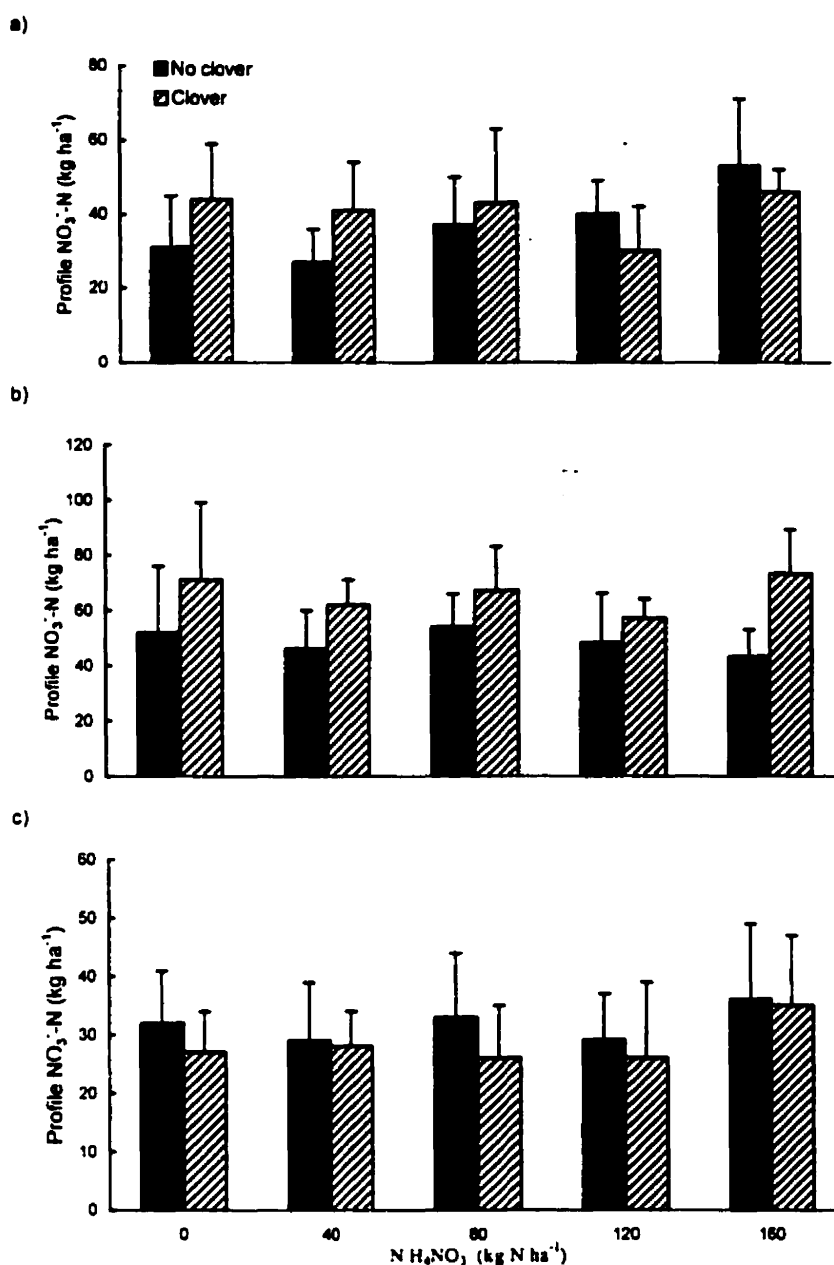 a)
80
60
40
20
0
No clover
Clover
Profile NO₃⁻-N (kg ha⁻¹)
b)
120
100
80
60
40
20
0
Profile NO₃⁻-N (kg ha⁻¹)
c)
60
50
40
30
20
10
0
Profile NO₃⁻-N (kg ha⁻¹)
0 40 80 120 160
N H₄NO₃ (kg N ha⁻¹)